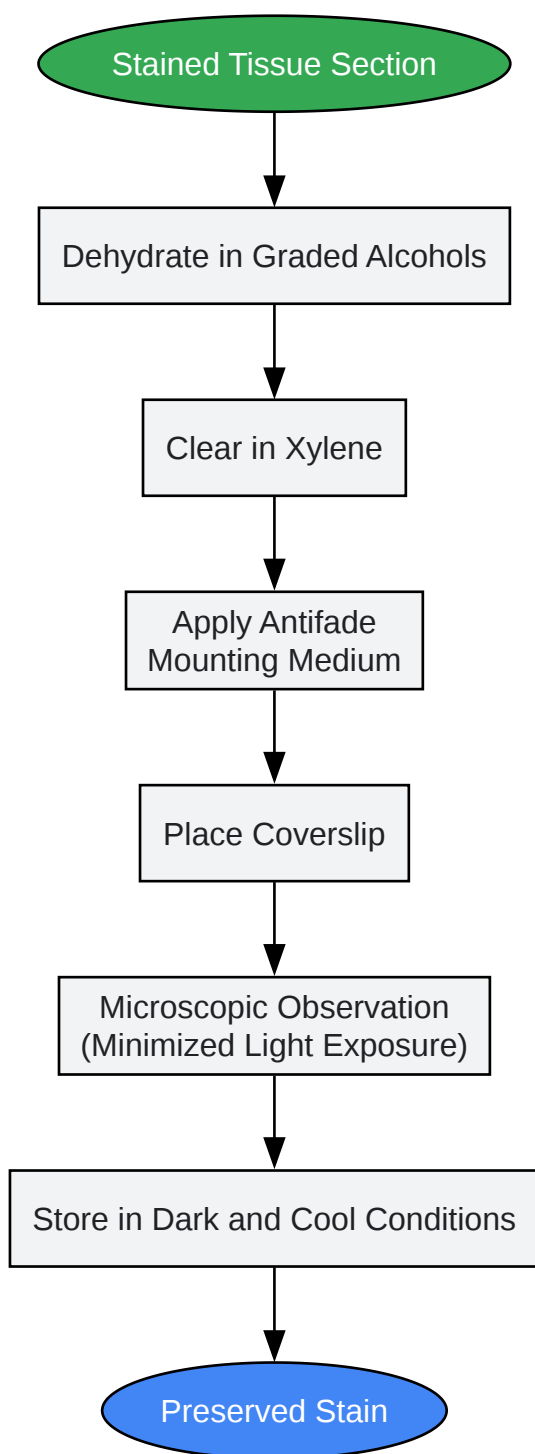 Stained Tissue Section
Dehydrate in Graded Alcohols
Clear in Xylene
Apply Antifade
Mounting Medium
Place Coverslip
Microscopic Observation
(Minimized Light Exposure)
Store in Dark and Cool Conditions
Preserved Stain